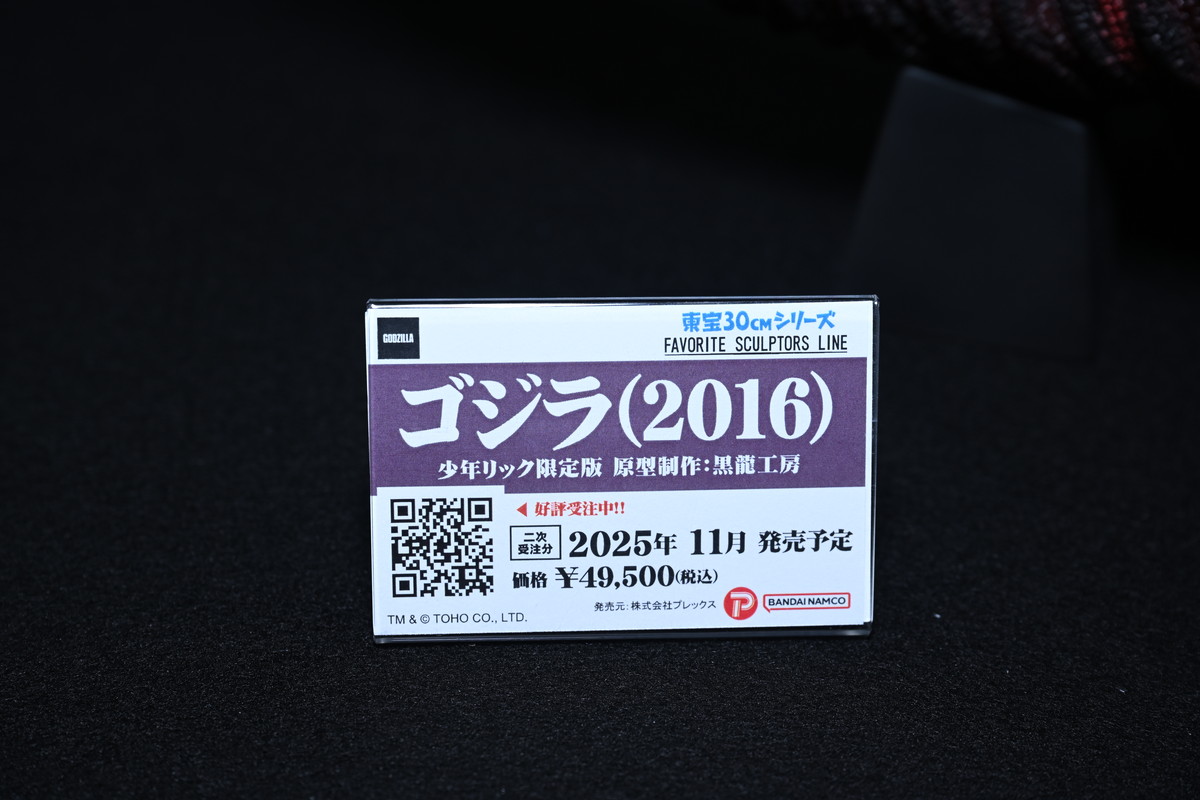 GODZILLA
東宝30CMシリーズ
FAVORITE SCULPTORS LINE
ゴジラ(2016)
少年リック限定版 原型制作:黒龍工房
◀ 好評受注中!!
二次
受注分
2025年 11月 発売予定
価格 ¥49,500(税込)
発売元: 株式会社プレックス
P BANDAI NAMCO
TM & © TOHO CO., LTD.